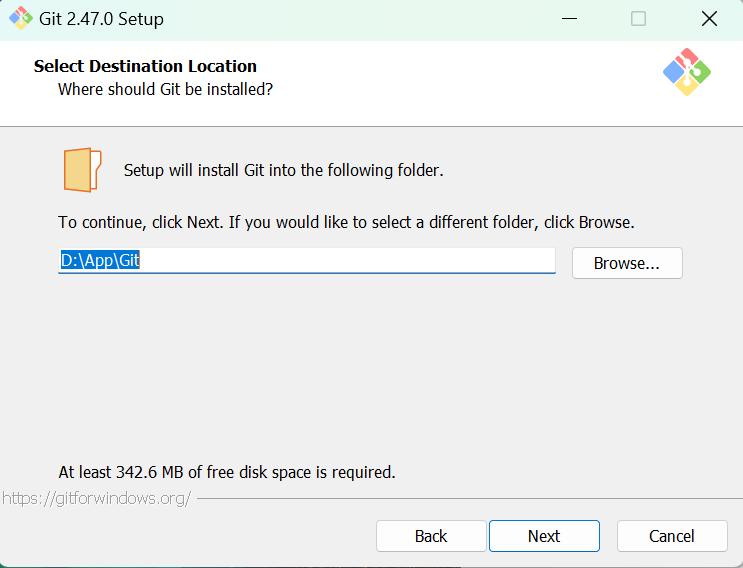 Git 2.47.0 Setup
Select Destination Location
Where should Git be installed?
Setup will install Git into the following folder.
To continue, click Next. If you would like to select a different folder, click Browse.
D:\App\Git
Browse...
At least 342.6 MB of free disk space is required.
https://gitforwindows.org/
Back
Next
Cancel